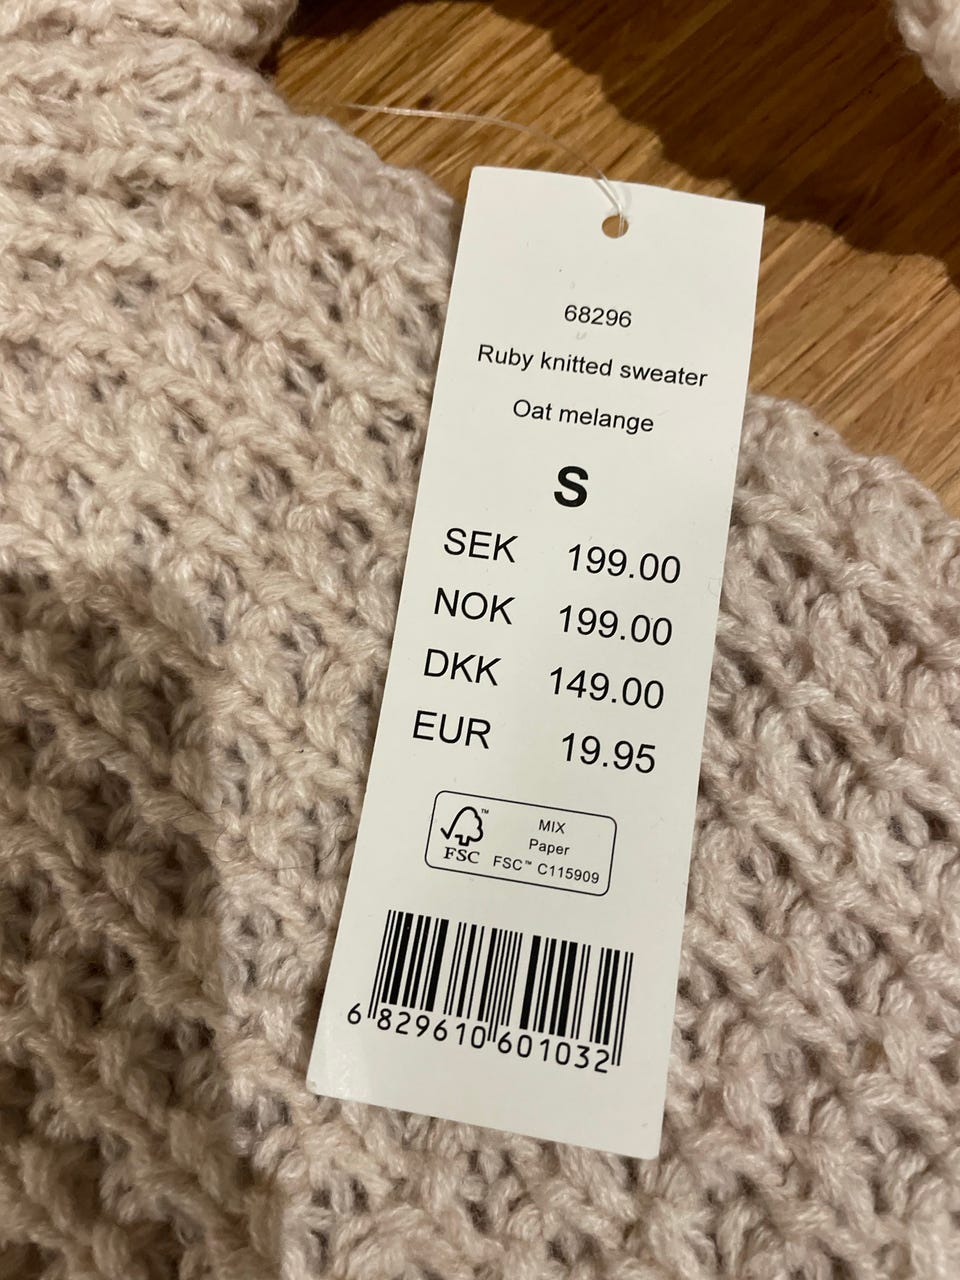 68296
Ruby knitted sweater
Oat melange
S
SEK 199.00
NOK 199.00
DKK 149.00
EUR 19.95
™
FSC
MIX
Paper
FSC™ C115909
6 829610 601032